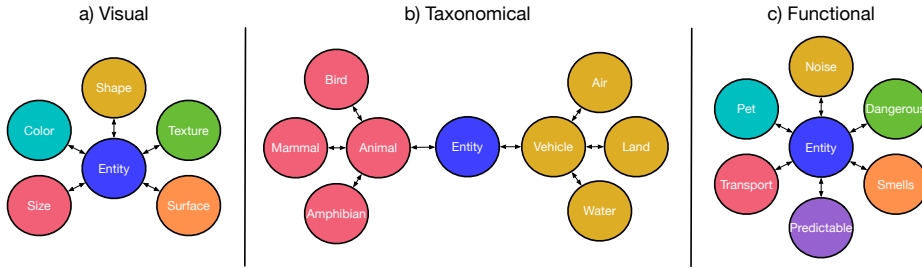 a) Visual
Shape
Color
Texture
Entity
Size
Surface
b) Taxonomical
Bird
Mammal
Animal
Amphibian
Entity
Vehicle
Air
Land
Water
c) Functional
Noise
Pet
Dangerous
Entity
Transport
Smells
Predictable